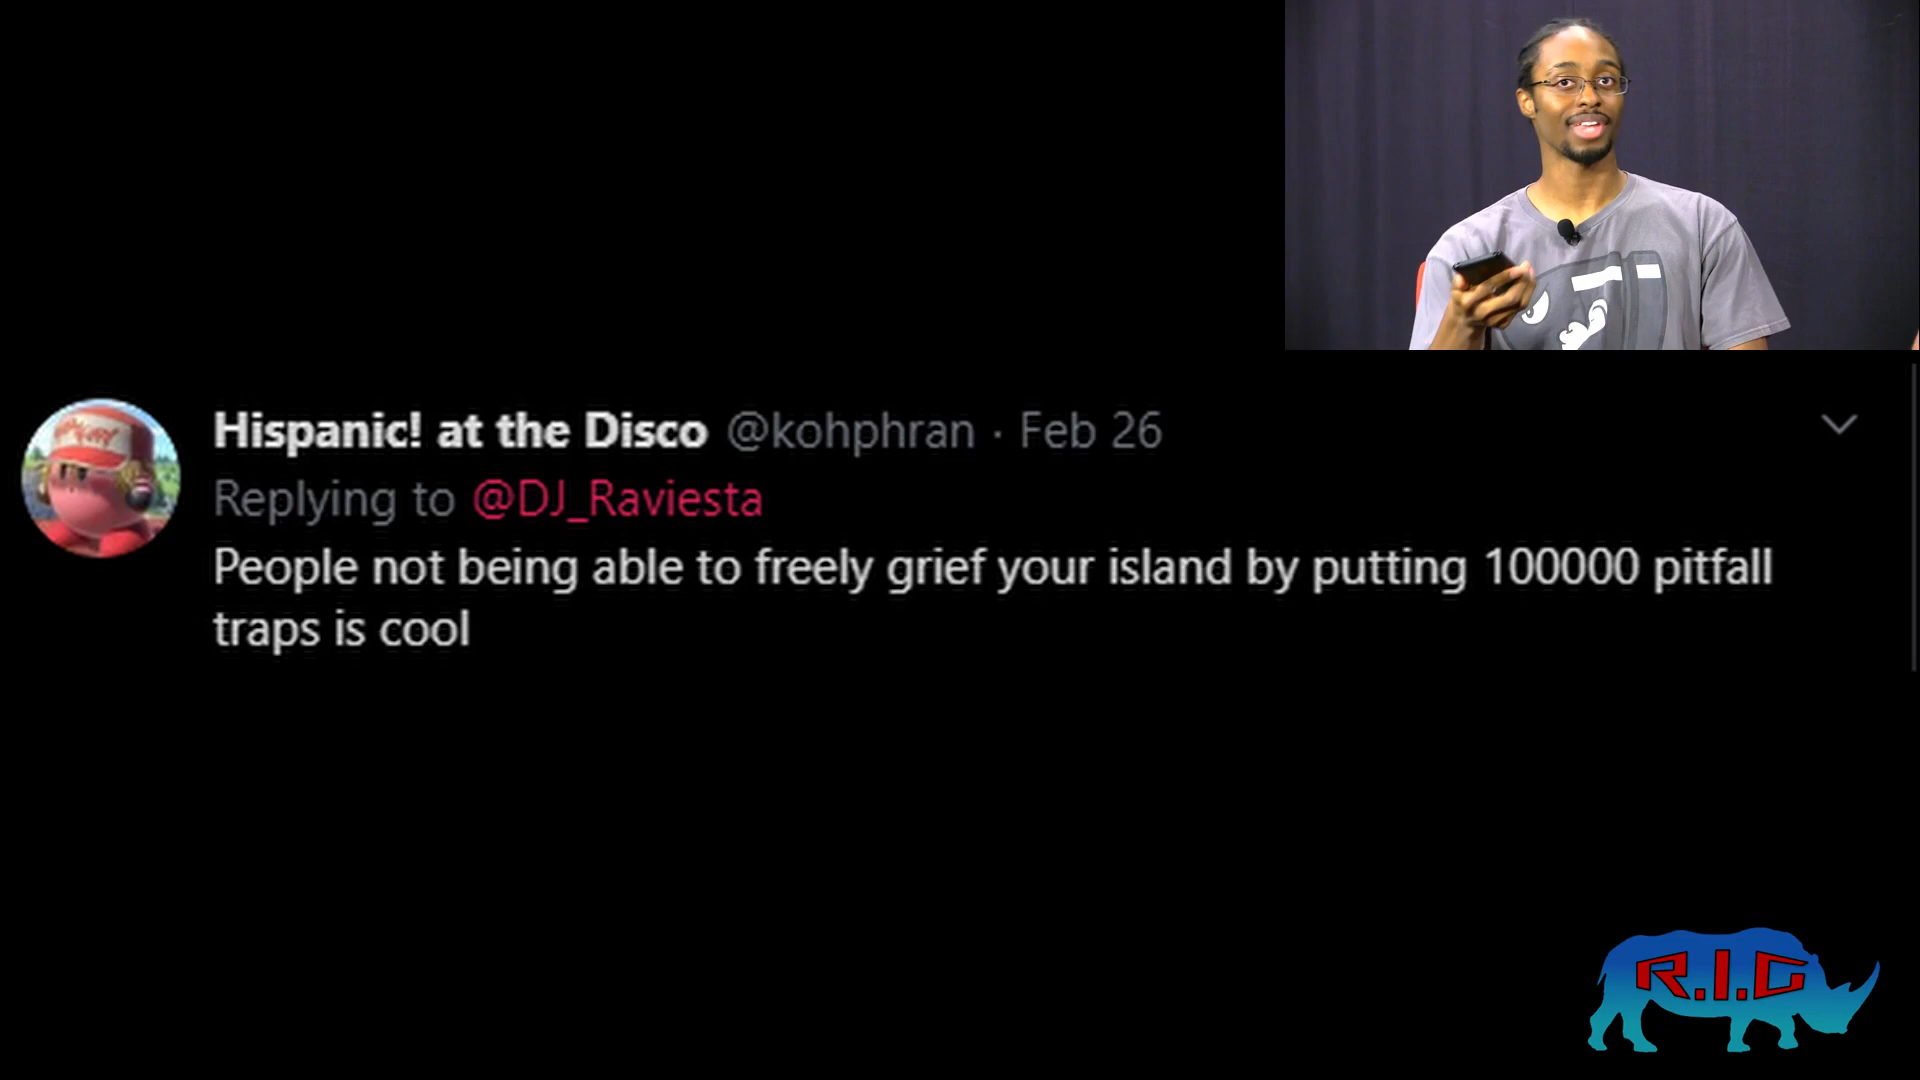 Hispanic! at the Disco @kohphran · Feb 26
Replying to @DJ_Raviesta
People not being able to freely grief your island by putting 100000 pitfall
traps is cool
R.I.G